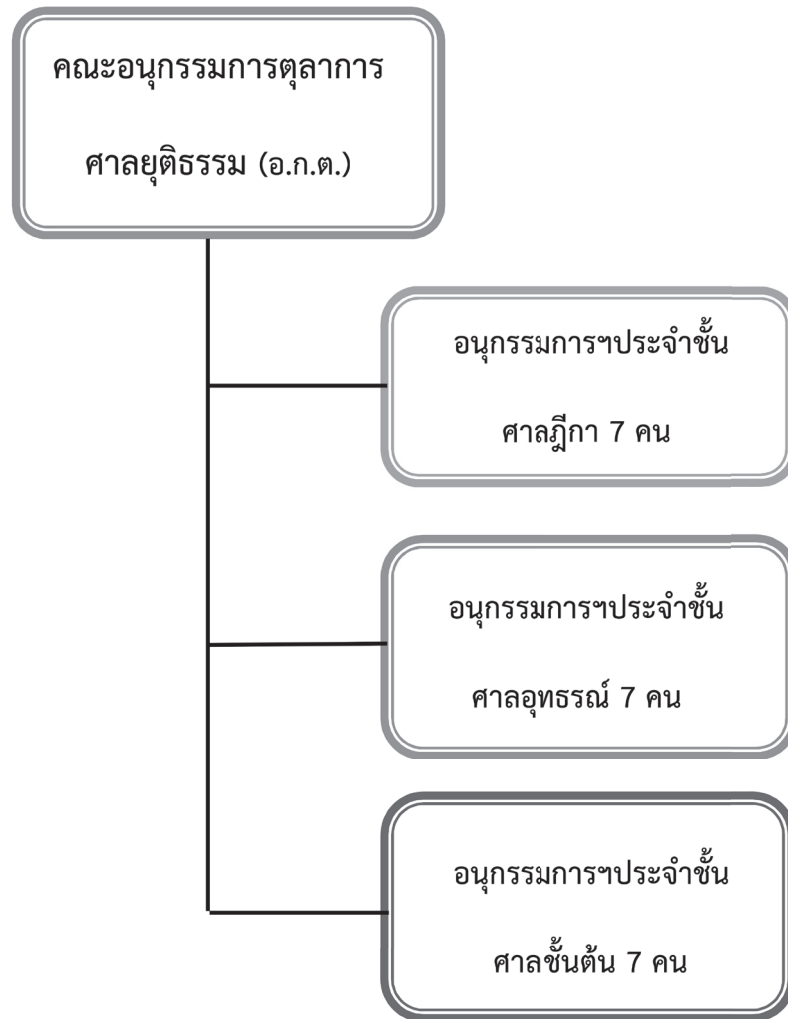 คณะอนุกรรมการตุลาการ
ศาลยุติธรรม (อ.ก.ต.)
อนุกรรมการฯประจำชั้น
ศาลฎีกา 7 คน
อนุกรรมการฯประจำชั้น
ศาลอุทธรณ์ 7 คน
อนุกรรมการฯประจำชั้น
ศาลชั้นต้น 7 คน